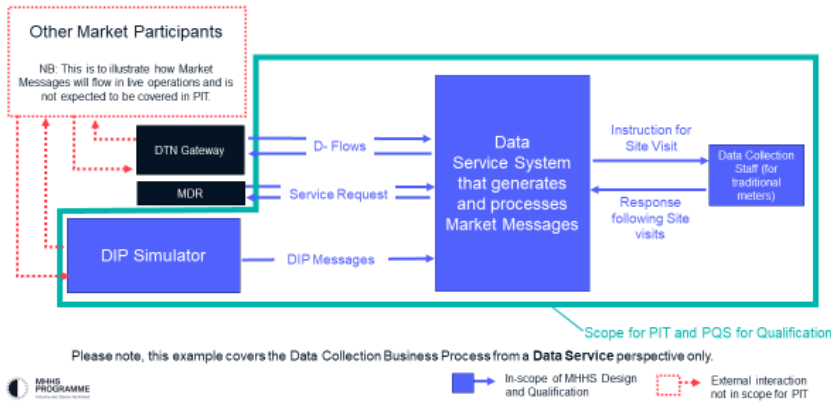 Other Market Participants
NB: This is to illustrate how Market
Messages will flow in live operations and is
not expected to be covered in PIT.
DTN Gateway
D- Flows
MDR
Service Request
DIP Simulator
DIP Messages
Data
Service System
that generates
and processes
Market Messages
Instruction for
Site Visit
Response
following Site
visits
Data Collection
Staff (for
traditional
meters)
Scope for PIT and PQS for Qualification
Please note, this example covers the Data Collection Business Process from a Data Service perspective only.
MHHS
PROGRAMME
In-scope of MHHS Design
and Qualification
External interaction
not in scope for PIT